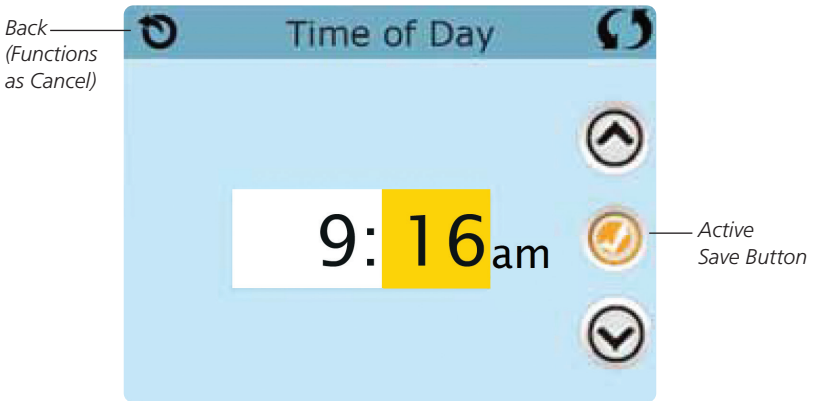 Back
(Functions
as Cancel)
Time of Day
9:16am
Active
Save Button